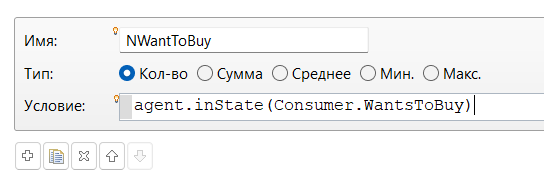 Имя: NWantToBuy
Тип: Кол-во Сумма Среднее Мин. Макс.
Условие: agent.inState(Consumer.WantsToBuy)